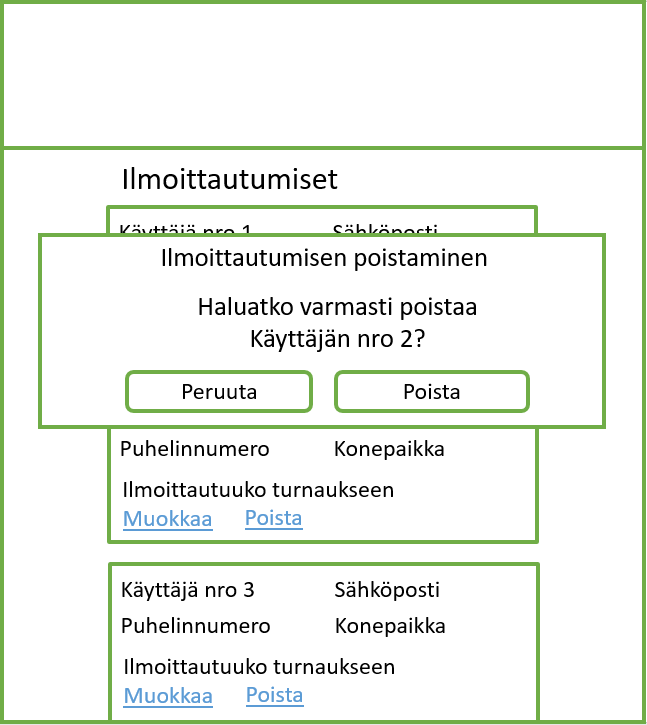 Ilmoittautumiset
Käyttäjä nro 1 Sähköposti
Ilmoittautumisen poistaminen
Haluatko varmasti poistaa
Käyttäjän nro 2?
Peruuta Poista
Puhelinnumero Konepaikka
Ilmoittautuuko turnaukseen
Muokkaa Poista
Käyttäjä nro 3 Sähköposti
Puhelinnumero Konepaikka
Ilmoittautuuko turnaukseen
Muokkaa Poista